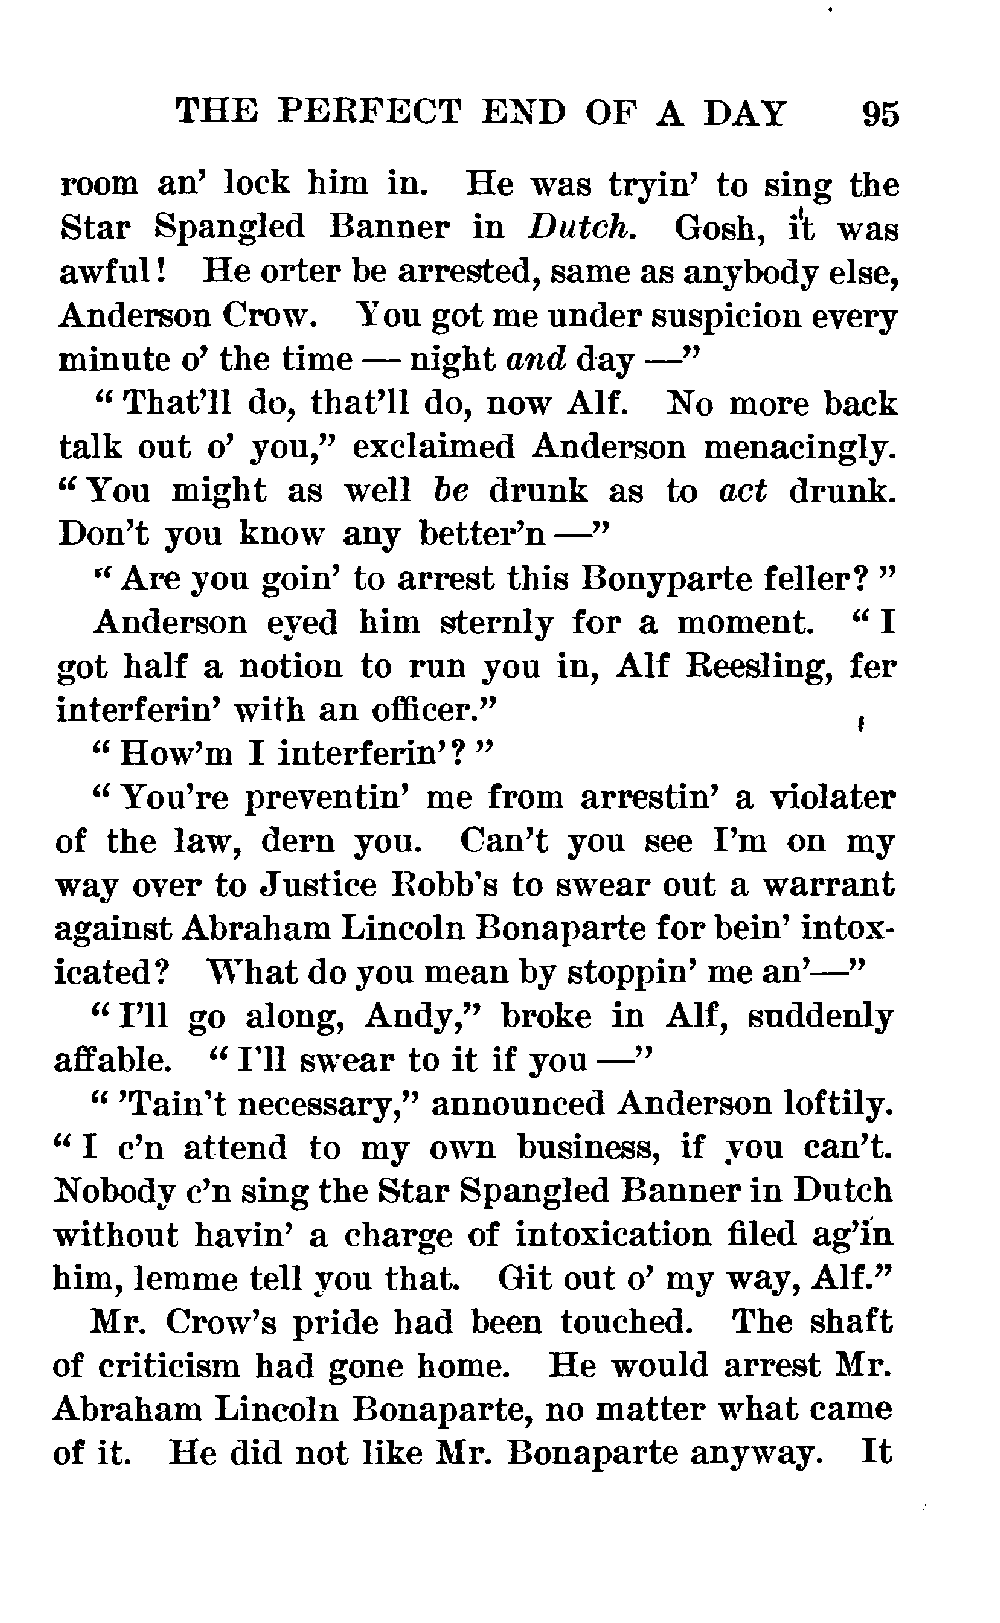 THE PERFECT END OF A DAY 95
room an' lock him in. He was tryin' to sing the
Star Spangled Banner in Dutch. Gosh, it was
awful! He orter be arrested, same as anybody else,
Anderson Crow. You got me under suspicion every
minute o' the time — night and day —"
" That'll do, that'll do, now Alf. No more back
talk out o' you," exclaimed Anderson menacingly.
" You might as well be drunk as to act drunk.
Don't you know any better'n —"
" Are you goin' to arrest this Bonyparte feller? "
Anderson eyed him sternly for a moment. " I
got half a notion to run you in, Alf Reesling, fer
interferin' with an officer."
" How'm I interferin'? "
" You're preventin' me from arrestin' a violater
of the law, dern you. Can't you see I'm on my
way over to Justice Robb's to swear out a warrant
against Abraham Lincoln Bonaparte for bein' intox-
icated? What do you mean by stoppin' me an'—"
" I'll go along, Andy," broke in Alf, suddenly
affable. " I'll swear to it if you —"
" 'Tain't necessary," announced Anderson loftily.
" I c'n attend to my own business, if you can't.
Nobody c'n sing the Star Spangled Banner in Dutch
without havin' a charge of intoxication filed ag'in
him, lemme tell you that. Git out o' my way, Alf."
Mr. Crow's pride had been touched. The shaft
of criticism had gone home. He would arrest Mr.
Abraham Lincoln Bonaparte, no matter what came
of it. He did not like Mr. Bonaparte anyway. It